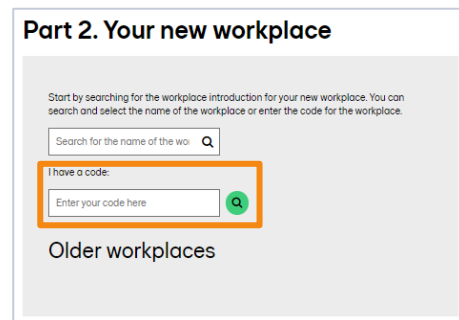 Part 2. Your new workplace
Start by searching for the workplace introduction for your new workplace. You can
search and select the name of the workplace or enter the code for the workplace.
Search for the name of the wo
I have a code:
Enter your code here
Older workplaces